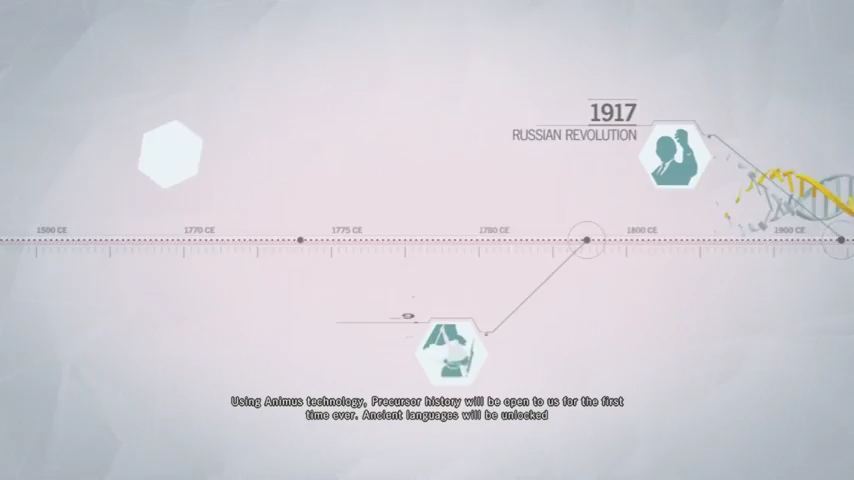 1917
RUSSIAN REVOLUTION
1500 CE
1770 CE
1775 CE
1780 CE
1800 CE
1900 CE
Using Animus technology, Precursor history will be open to us for the first
time ever. Ancient languages will be unlocked